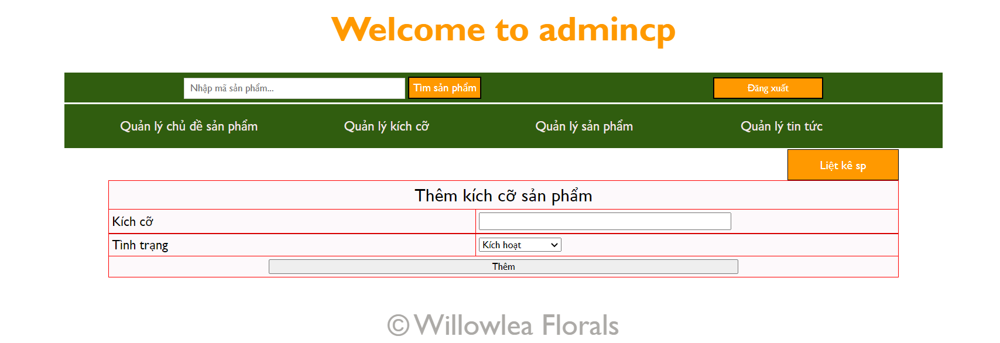 Welcome to admincp
Nhập mã sản phẩm... Tìm sản phẩm Đăng xuất
Quản lý chủ đề sản phẩm Quản lý kích cỡ Quản lý sản phẩm Quản lý tin tức
Liệt kê sp
Thêm kích cỡ sản phẩm
Kích cỡ
Tình trạng Kích hoạt
Thêm
© Willowlea Florals